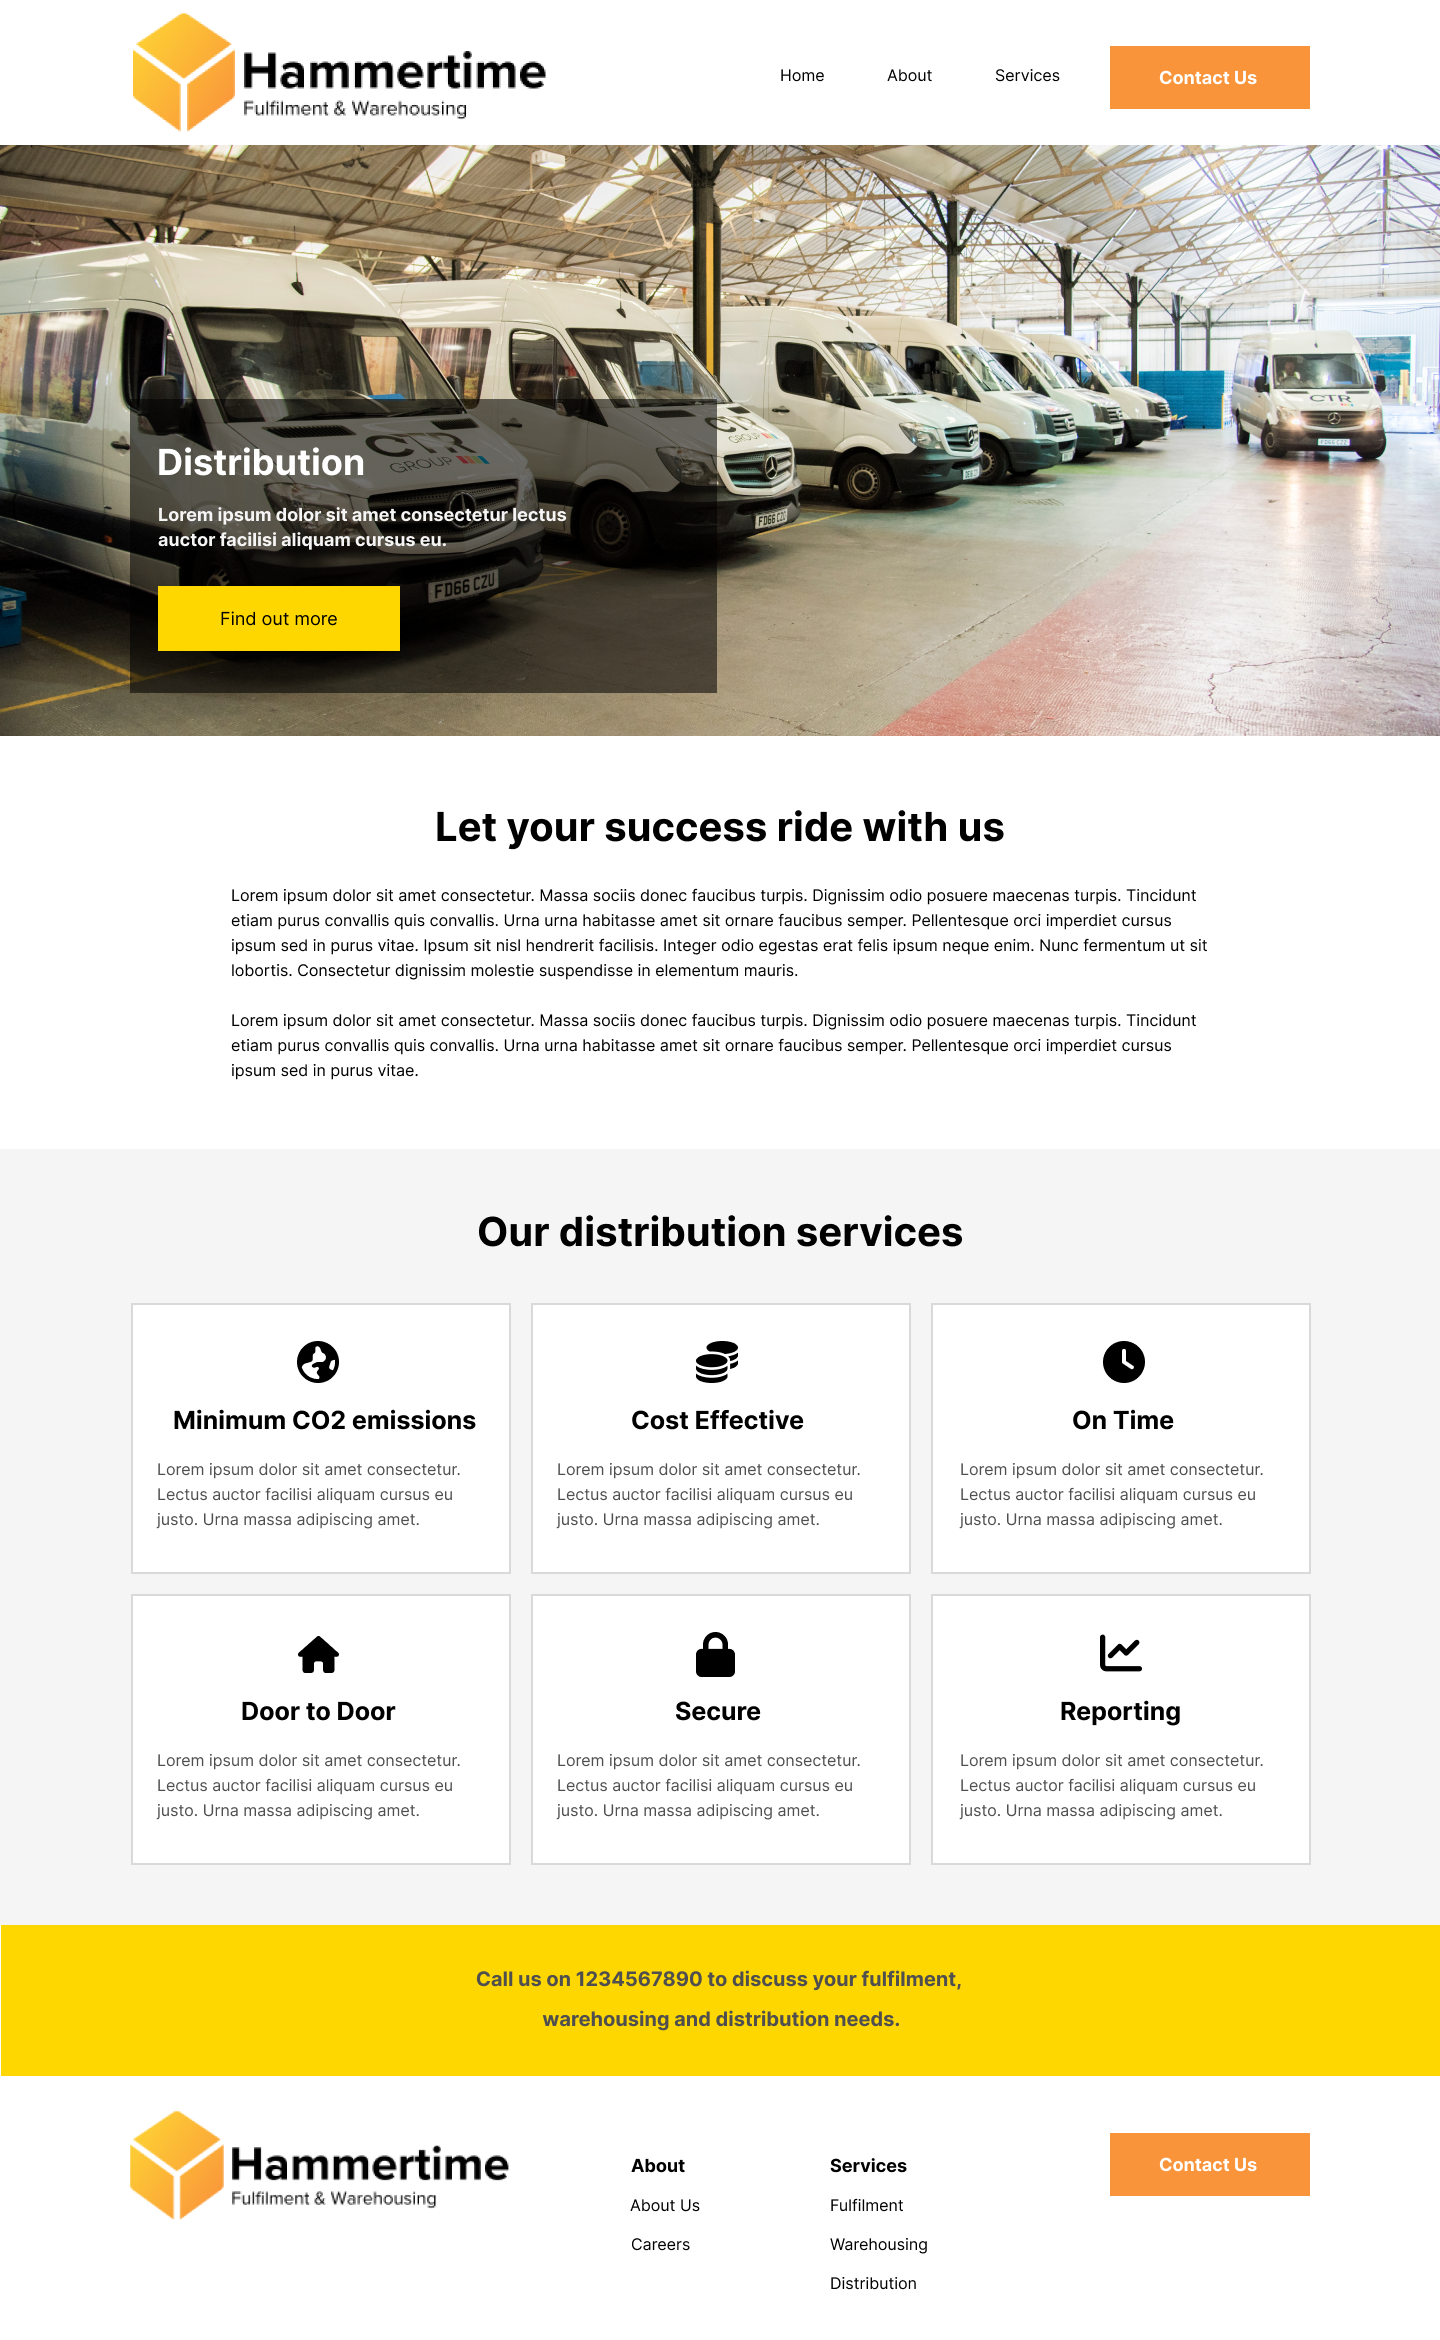 Hammertime
Fulfilment & Warehousing
Home
About
Services
Contact Us
CTR
GROUP
CTR
GROUP
FD66 CZU
FD66 CZO
CTR
Distribution
Lorem ipsum dolor sit amet consectetur lectus
auctor facilisi aliquam cursus eu.
Find out more
Let your success ride with us
Lorem ipsum dolor sit amet consectetur. Massa sociis donec faucibus turpis. Dignissim odio posuere maecenas turpis. Tincidunt
etiam purus convallis quis convallis. Urna urna habitasse amet sit ornare faucibus semper. Pellentesque orci imperdiet cursus
ipsum sed in purus vitae. Ipsum sit nisl hendrerit facilisis. Integer odio egestas erat felis ipsum neque enim. Nunc fermentum ut sit
lobortis. Consectetur dignissim molestie suspendisse in elementum mauris.
Lorem ipsum dolor sit amet consectetur. Massa sociis donec faucibus turpis. Dignissim odio posuere maecenas turpis. Tincidunt
etiam purus convallis quis convallis. Urna urna habitasse amet sit ornare faucibus semper. Pellentesque orci imperdiet cursus
ipsum sed in purus vitae.
Our distribution services
Minimum CO2 emissions
Lorem ipsum dolor sit amet consectetur.
Lectus auctor facilisi aliquam cursus eu
justo. Urna massa adipiscing amet.
Cost Effective
Lorem ipsum dolor sit amet consectetur.
Lectus auctor facilisi aliquam cursus eu
justo. Urna massa adipiscing amet.
On Time
Lorem ipsum dolor sit amet consectetur.
Lectus auctor facilisi aliquam cursus eu
justo. Urna massa adipiscing amet.
Door to Door
Lorem ipsum dolor sit amet consectetur.
Lectus auctor facilisi aliquam cursus eu
justo. Urna massa adipiscing amet.
Secure
Lorem ipsum dolor sit amet consectetur.
Lectus auctor facilisi aliquam cursus eu
justo. Urna massa adipiscing amet.
Reporting
Lorem ipsum dolor sit amet consectetur.
Lectus auctor facilisi aliquam cursus eu
justo. Urna massa adipiscing amet.
Call us on 1234567890 to discuss your fulfilment,
warehousing and distribution needs.
Hammertime
Fulfilment & Warehousing
About
About Us
Careers
Services
Fulfilment
Warehousing
Distribution
Contact Us